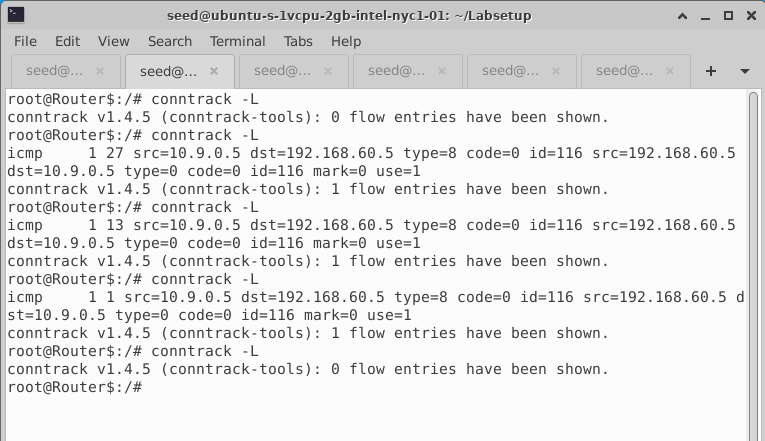 seed@ubuntu-s-1vcpu-2gb-intel-nyc1-01: ~/Labsetup
File Edit View Search Terminal Tabs Help
seed@... × seed@... × seed@... × seed@... × seed@... × seed@... × +
root@Router$:/# conntrack -L
conntrack v1.4.5 (conntrack-tools): 0 flow entries have been shown.
root@Router$:/# conntrack -L
icmp     1 27 src=10.9.0.5 dst=192.168.60.5 type=8 code=0 id=116 src=192.168.60.5
dst=10.9.0.5 type=0 code=0 id=116 mark=0 use=1
conntrack v1.4.5 (conntrack-tools): 1 flow entries have been shown.
root@Router$:/# conntrack -L
icmp     1 13 src=10.9.0.5 dst=192.168.60.5 type=8 code=0 id=116 src=192.168.60.5
dst=10.9.0.5 type=0 code=0 id=116 mark=0 use=1
conntrack v1.4.5 (conntrack-tools): 1 flow entries have been shown.
root@Router$:/# conntrack -L
icmp     1 1 src=10.9.0.5 dst=192.168.60.5 type=8 code=0 id=116 src=192.168.60.5 d
st=10.9.0.5 type=0 code=0 id=116 mark=0 use=1
conntrack v1.4.5 (conntrack-tools): 1 flow entries have been shown.
root@Router$:/# conntrack -L
conntrack v1.4.5 (conntrack-tools): 0 flow entries have been shown.
root@Router$:/#